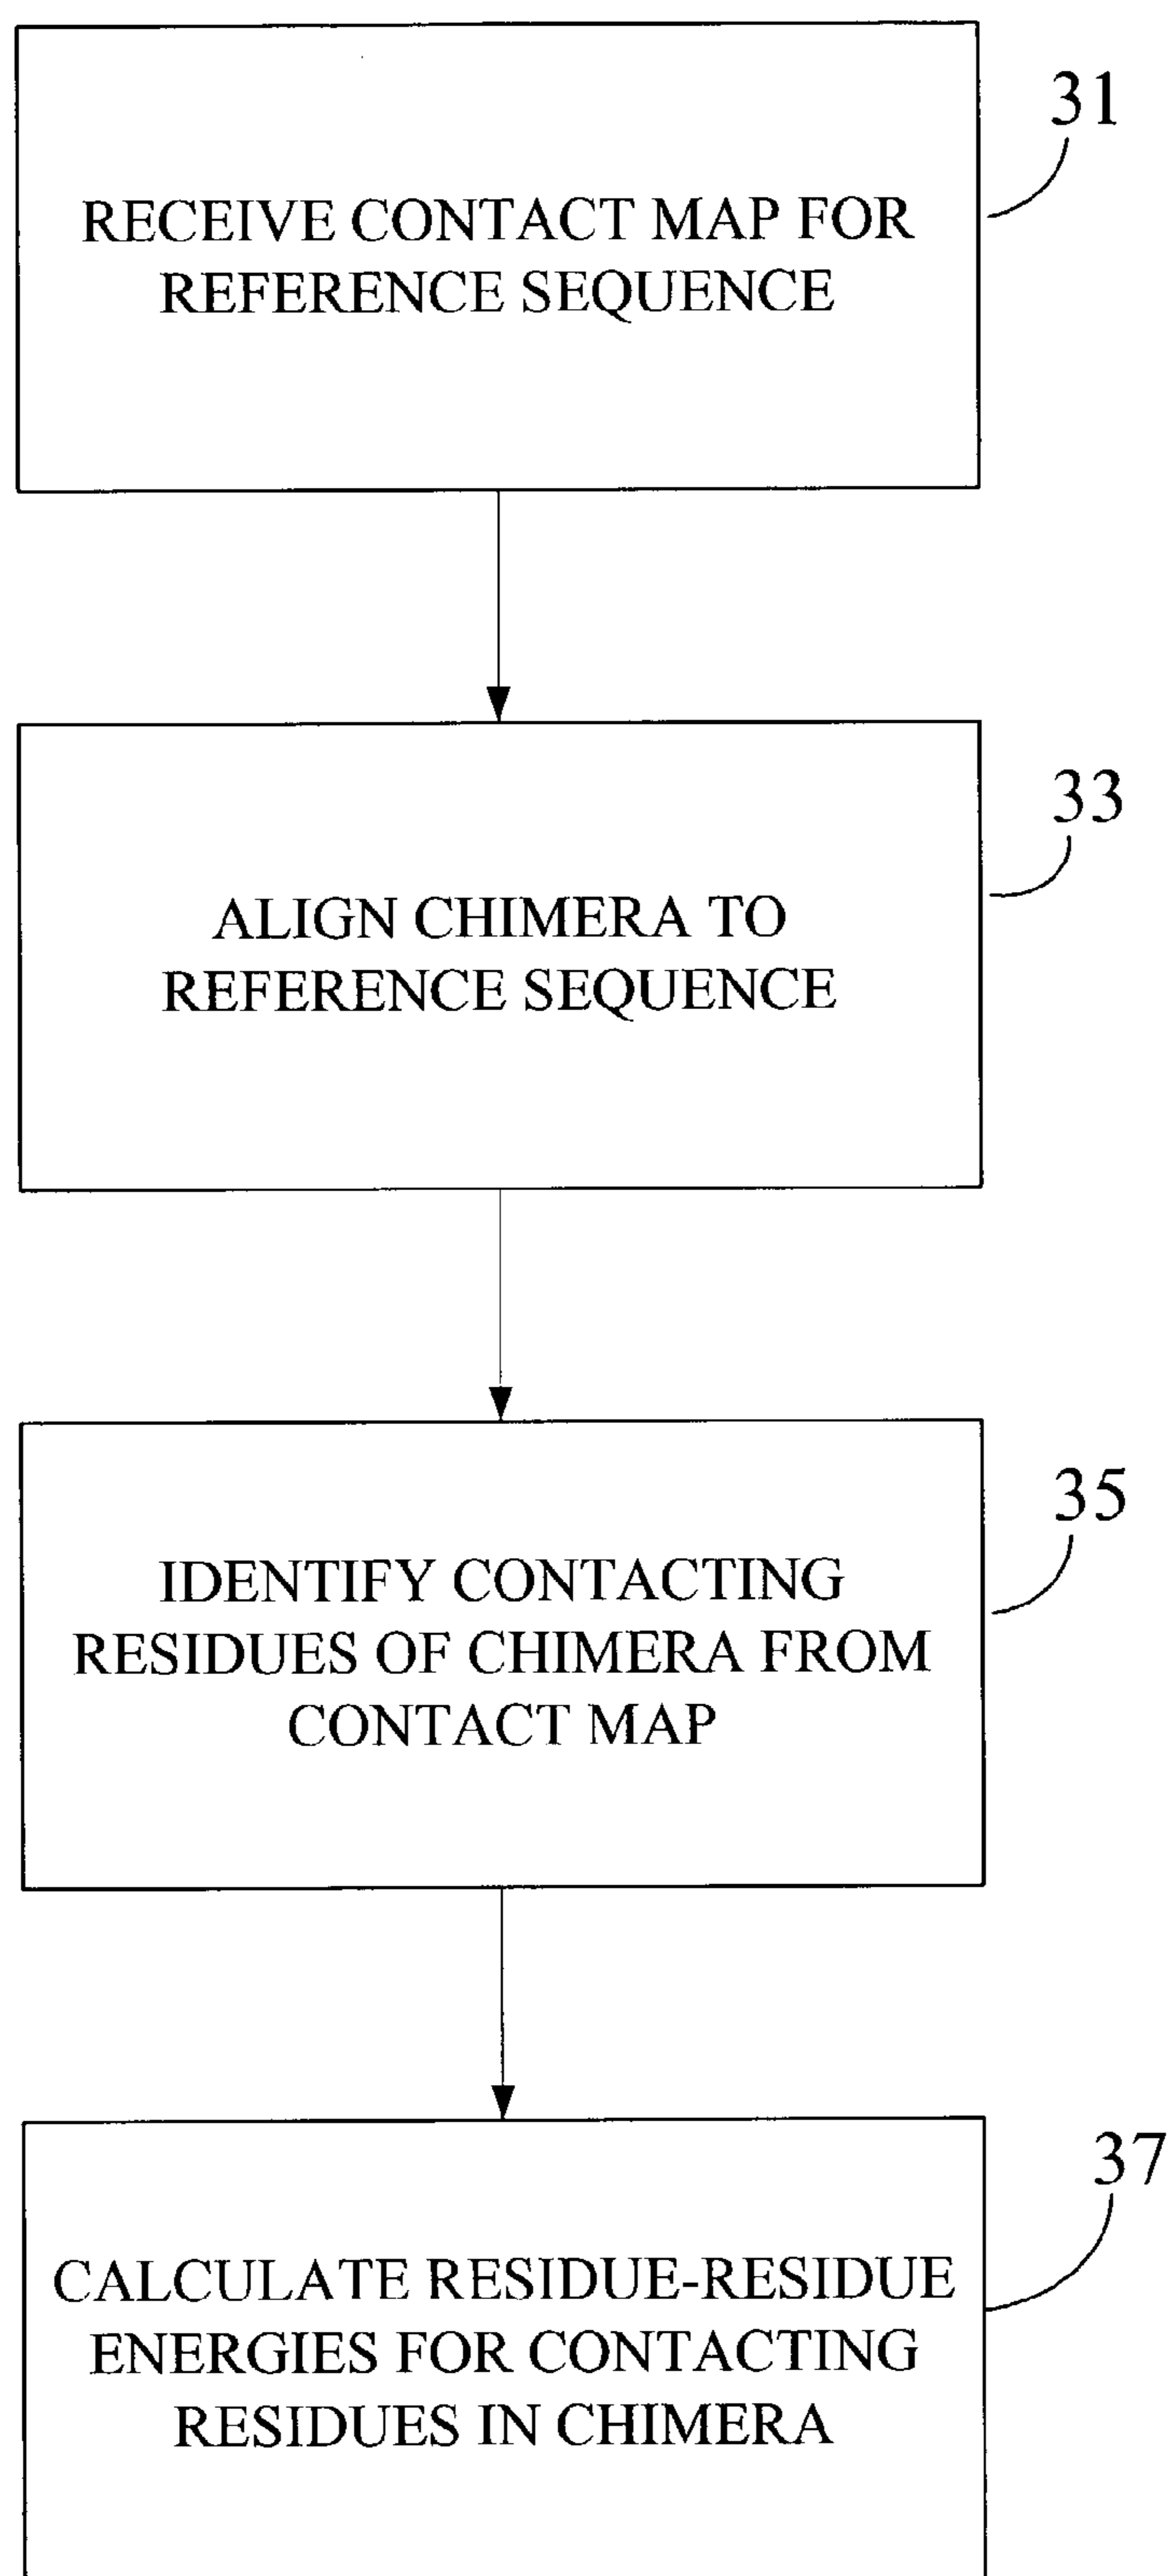 RECEIVE CONTACT MAP FOR
REFERENCE SEQUENCE
31
ALIGN CHIMERA TO
REFERENCE SEQUENCE
33
IDENTIFY CONTACTING
RESIDUES OF CHIMERA FROM
CONTACT MAP
35
CALCULATE RESIDUE-RESIDUE
ENERGIES FOR CONTACTING
RESIDUES IN CHIMERA
37